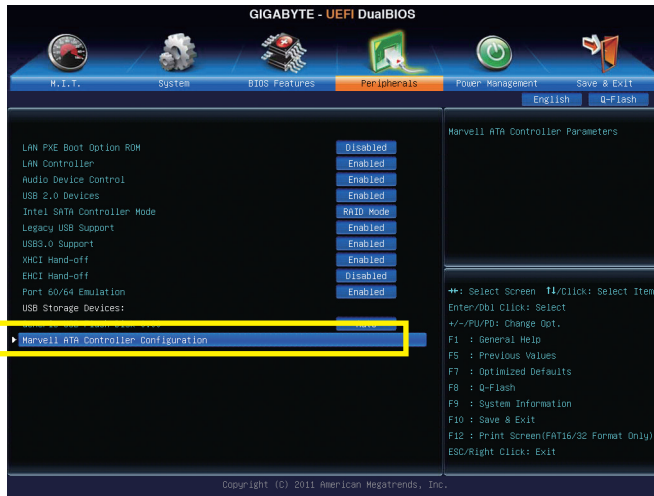 GIGABYTE - UEFI DualBIOS
M.I.T. System BIOS Features Peripherals Power Management Save & Exit
English Q-Flash
Marvell ATA Controller Parameters
LAN PXE Boot Option ROM Disabled
LAN Controller Enabled
Audio Device Control Enabled
USB 2.0 Devices Enabled
Intel SATA Controller Mode RAID Mode
Legacy USB Support Enabled
USB3.0 Support Enabled
XHCI Hand-off Enabled
EHCI Hand-off Disabled
Port 60/64 Emulation Enabled
USB Storage Devices:
Marvell ATA Controller Configuration
→←: Select Screen ↑↓/Click: Select Item
Enter/Dbl Click: Select
+/-/PU/PD: Change Opt.
F1 : General Help
F5 : Previous Values
F7 : Optimized Defaults
F8 : Q-Flash
F9 : System Information
F10 : Save & Exit
F12 : Print Screen(FAT16/32 Format Only)
ESC/Right Click: Exit
Copyright (C) 2011 American Megatrends, Inc.